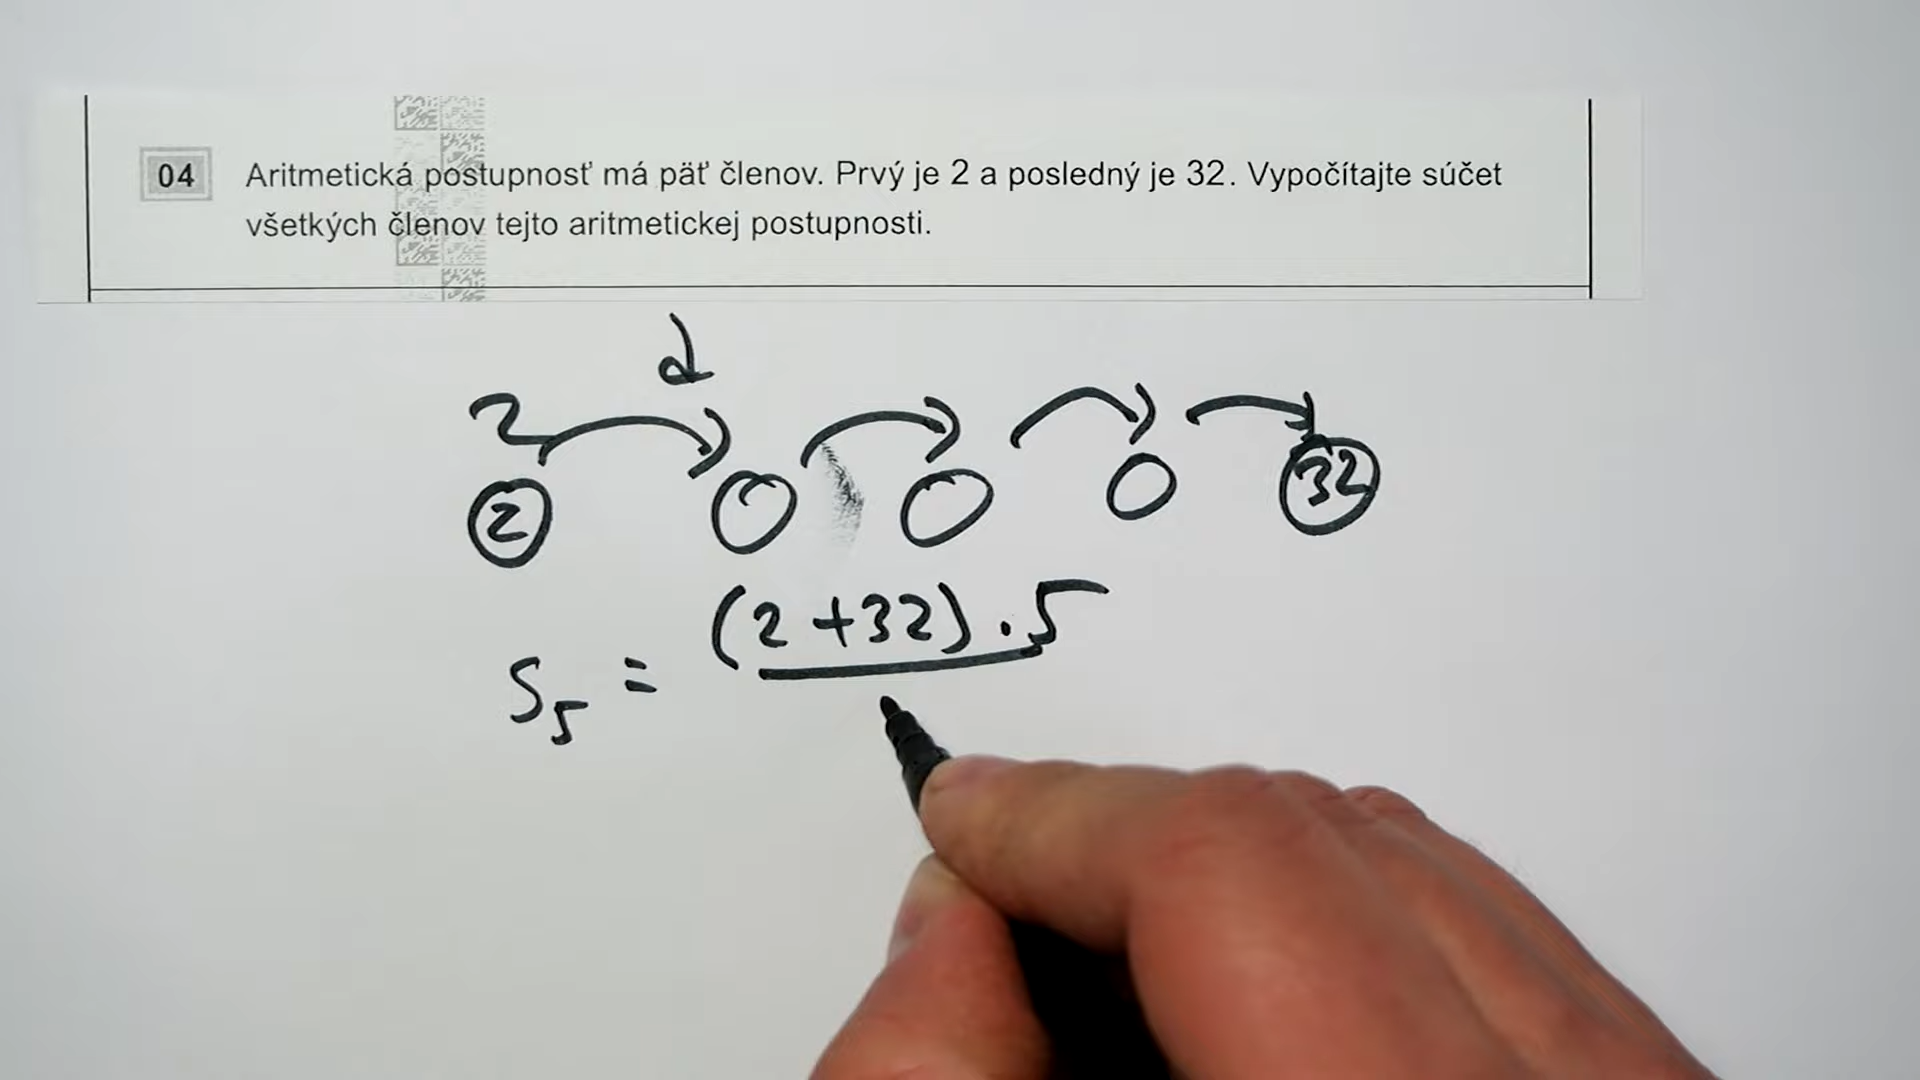 04 Aritmetická postupnosť má päť členov. Prvý je 2 a posledný je 32. Vypočítajte súčet
všetkých členov tejto aritmetickej postupnosti.
d
2
2 32
(2+32).5
S5 =